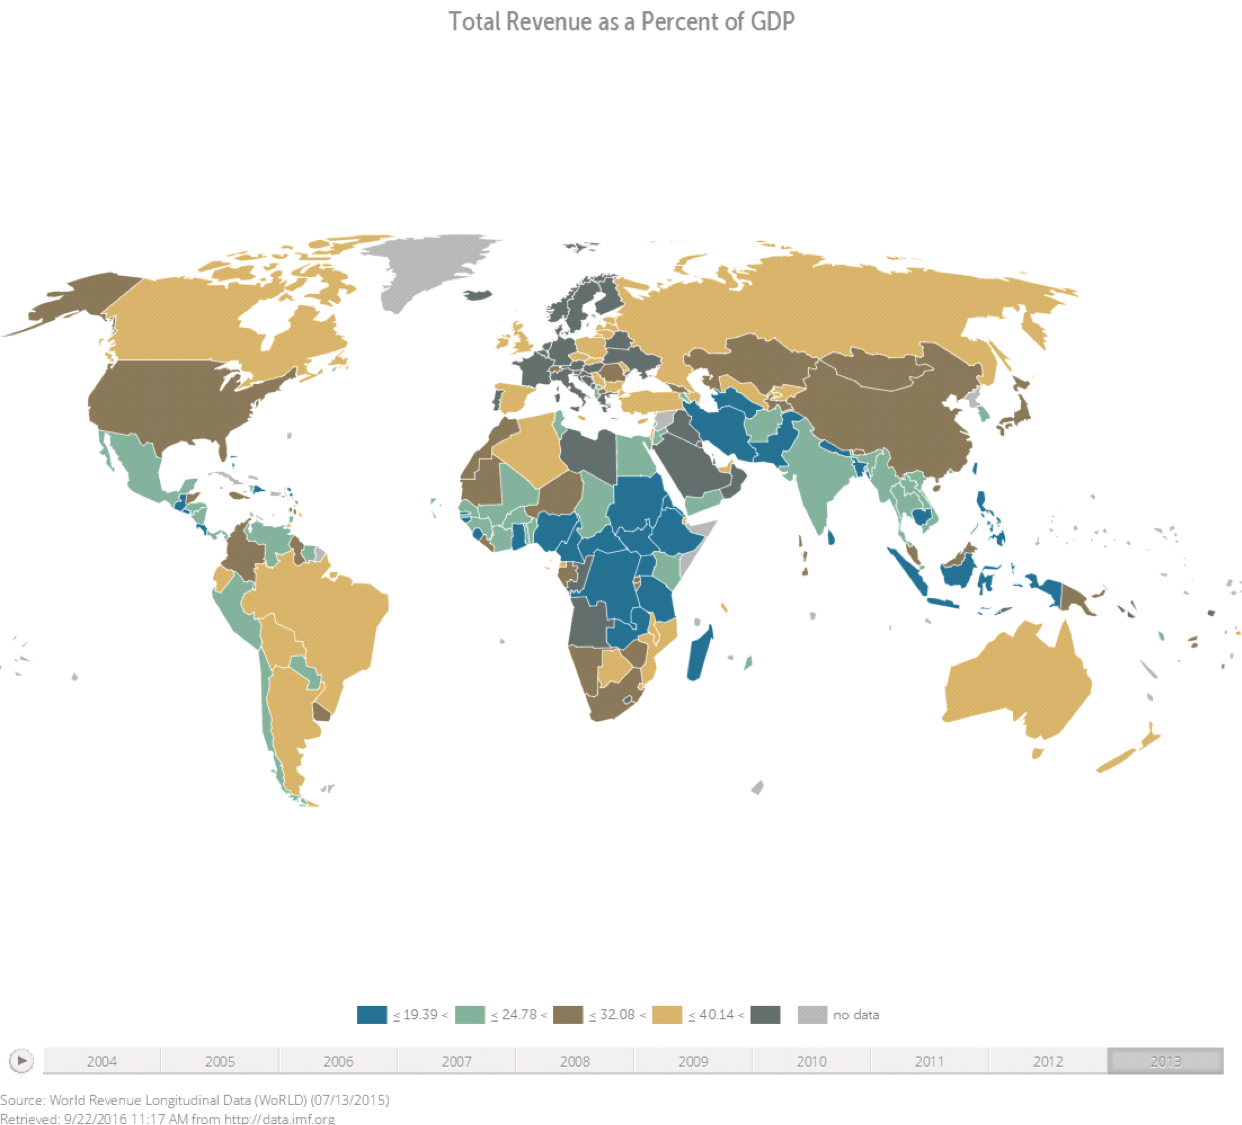 Total Revenue as a Percent of GDP
≤ 19.39 < ≤ 24.78 < ≤ 32.08 < ≤ 40.14 < no data
2004 2005 2006 2007 2008 2009 2010 2011 2012 2013
Source: World Revenue Longitudinal Data (WoRLD) (07/13/2015)
Retrieved: 9/22/2016 11:17 AM from http://data.imf.org